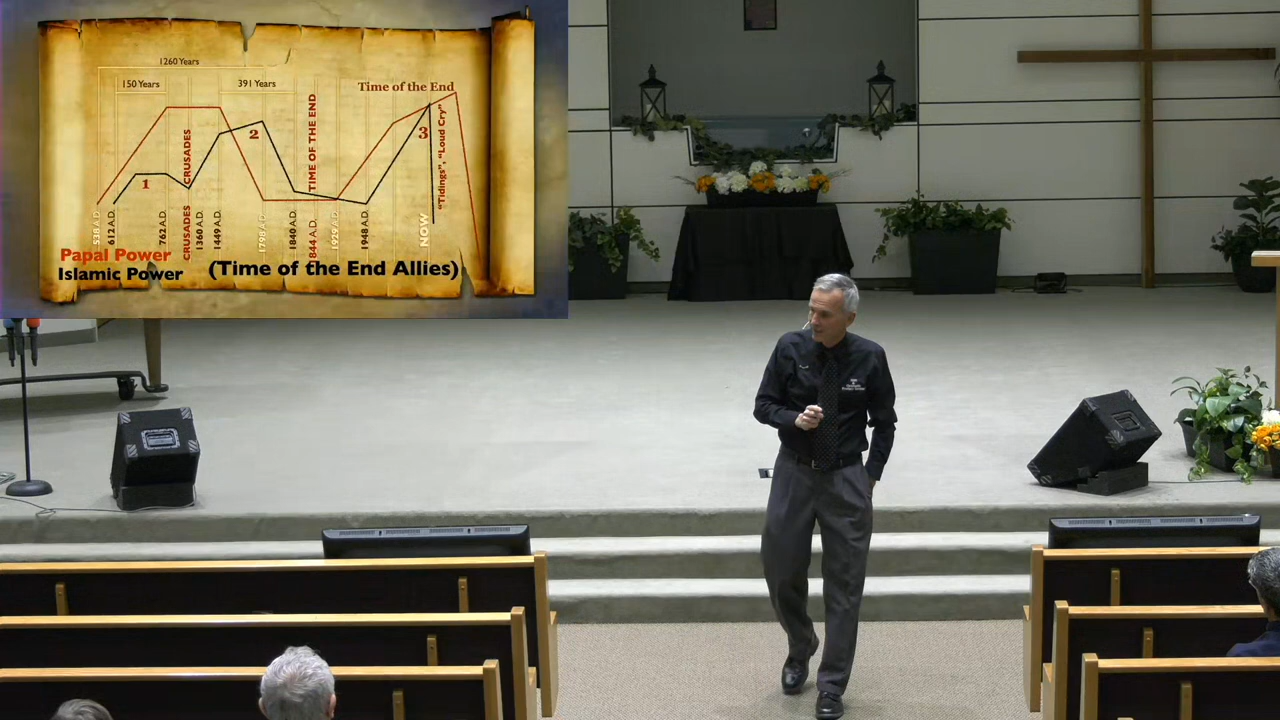 1260 Years
150 Years
391 Years
Time of the End
1
CRUSADES
2
TIME OF THE END
3
"Tidings", "Loud Cry"
538 A.D.
612 A.D.
762 A.D.
CRUSADES
1360 A.D.
1449 A.D.
1798 A.D.
1840 A.D.
1844 A.D.
1929 A.D.
1948 A.D.
NOW
Papal Power
Islamic Power
(Time of the End Allies)